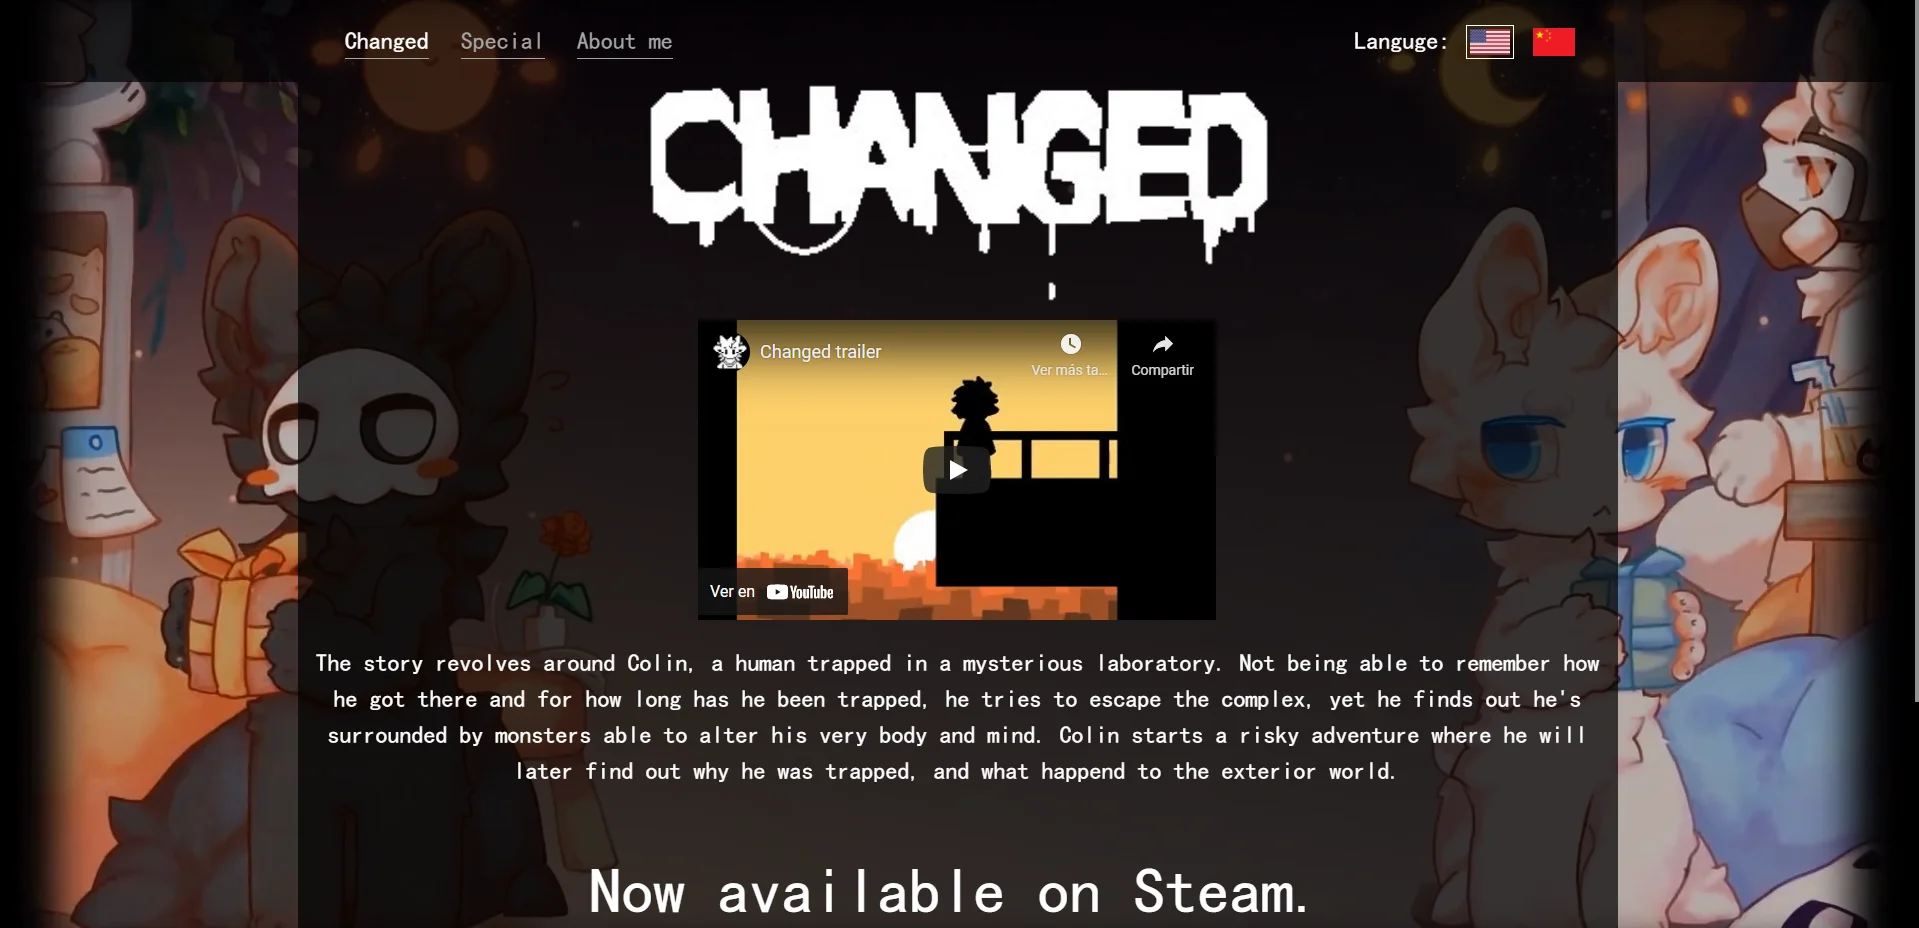 Changed Special About me Languge:
CHANGED
Changed trailer
Ver más ta... Compartir
Ver en YouTube
The story revolves around Colin, a human trapped in a mysterious laboratory. Not being able to remember how
he got there and for how long has he been trapped, he tries to escape the complex, yet he finds out he's
surrounded by monsters able to alter his very body and mind. Colin starts a risky adventure where he will
later find out why he was trapped, and what happend to the exterior world.
Now available on Steam.